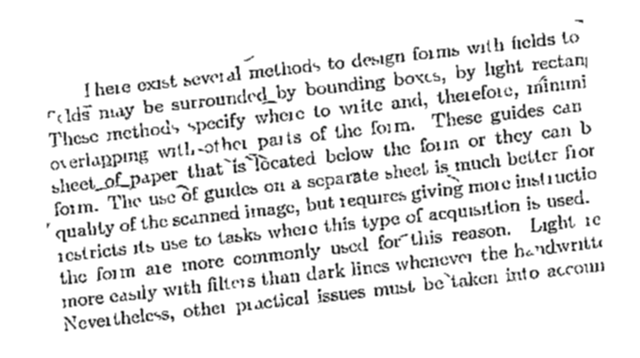 There exist several methods to design forms with fields to
fields may be surrounded by bounding boxes, by light rectan
These methods specify where to write and, therefore, minimi
overlapping with other parts of the form. These guides can
sheet of paper that is located below the form or they can b
form. The use of guides on a separate sheet is much better fror
quality of the scanned image, but requires giving more instructio
restricts its use to tasks where this type of acquisition is used.
the form are more commonly used for this reason. Light re
more easily with filters than dark lines whenever the handwritte
Nevertheless, other practical issues must be taken into accoun